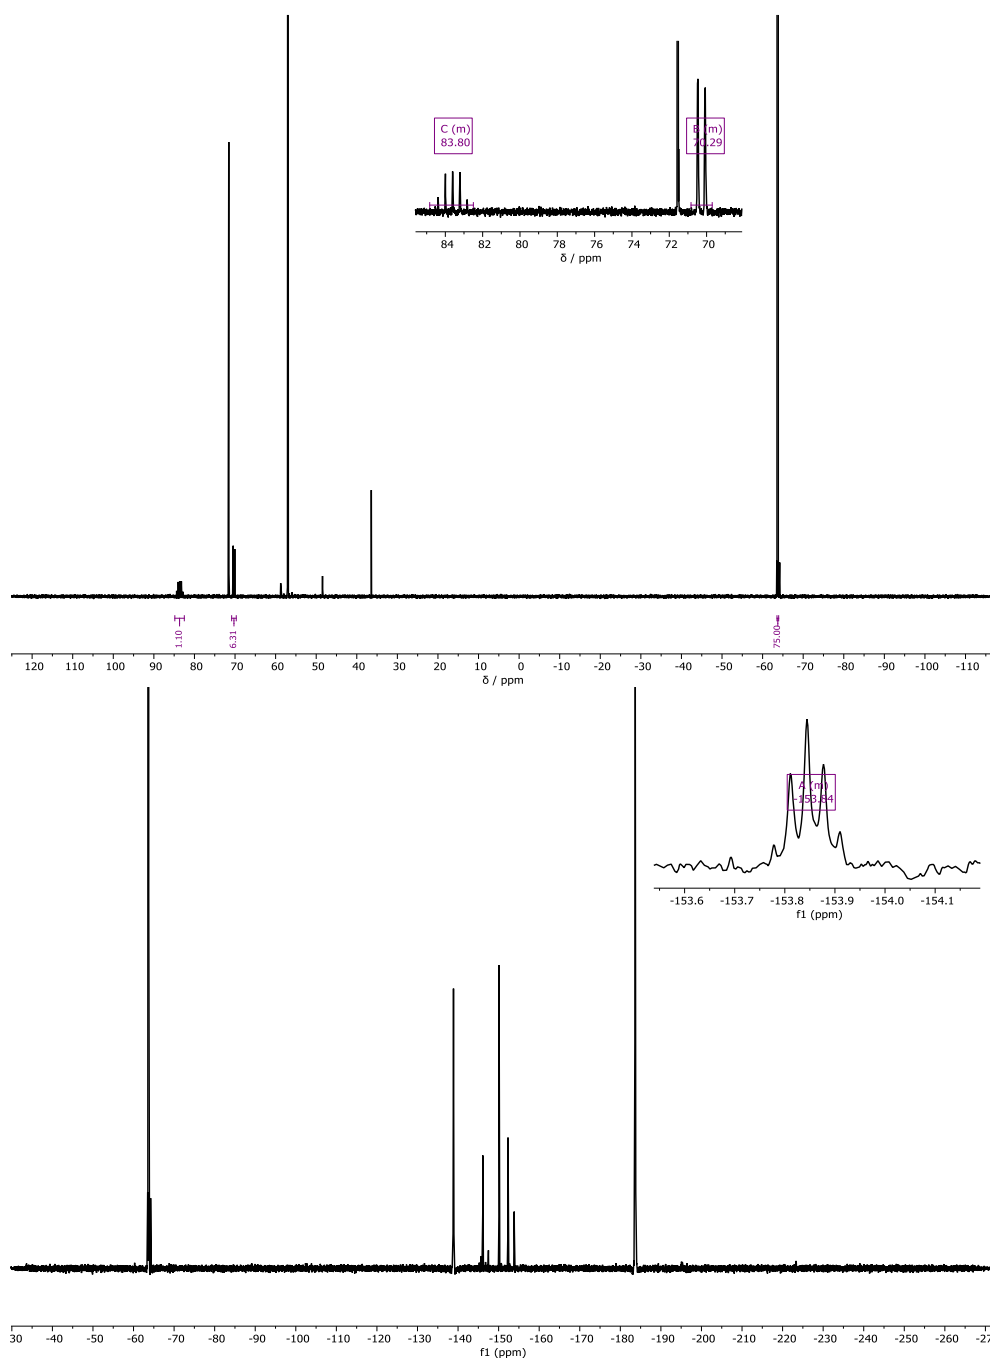 C (m)
83.80
B (m)
70.29
84 82 80 78 76 74 72 70
δ / ppm
1.10
6.31
75.00
120 110 100 90 80 70 60 50 40 30 20 10 0 -10 -20 -30 -40 -50 -60 -70 -80 -90 -100 -110
δ / ppm
A (m)
-153.84
-153.6 -153.7 -153.8 -153.9 -154.0 -154.1
f1 (ppm)
30 -40 -50 -60 -70 -80 -90 -100 -110 -120 -130 -140 -150 -160 -170 -180 -190 -200 -210 -220 -230 -240 -250 -260 -27
f1 (ppm)